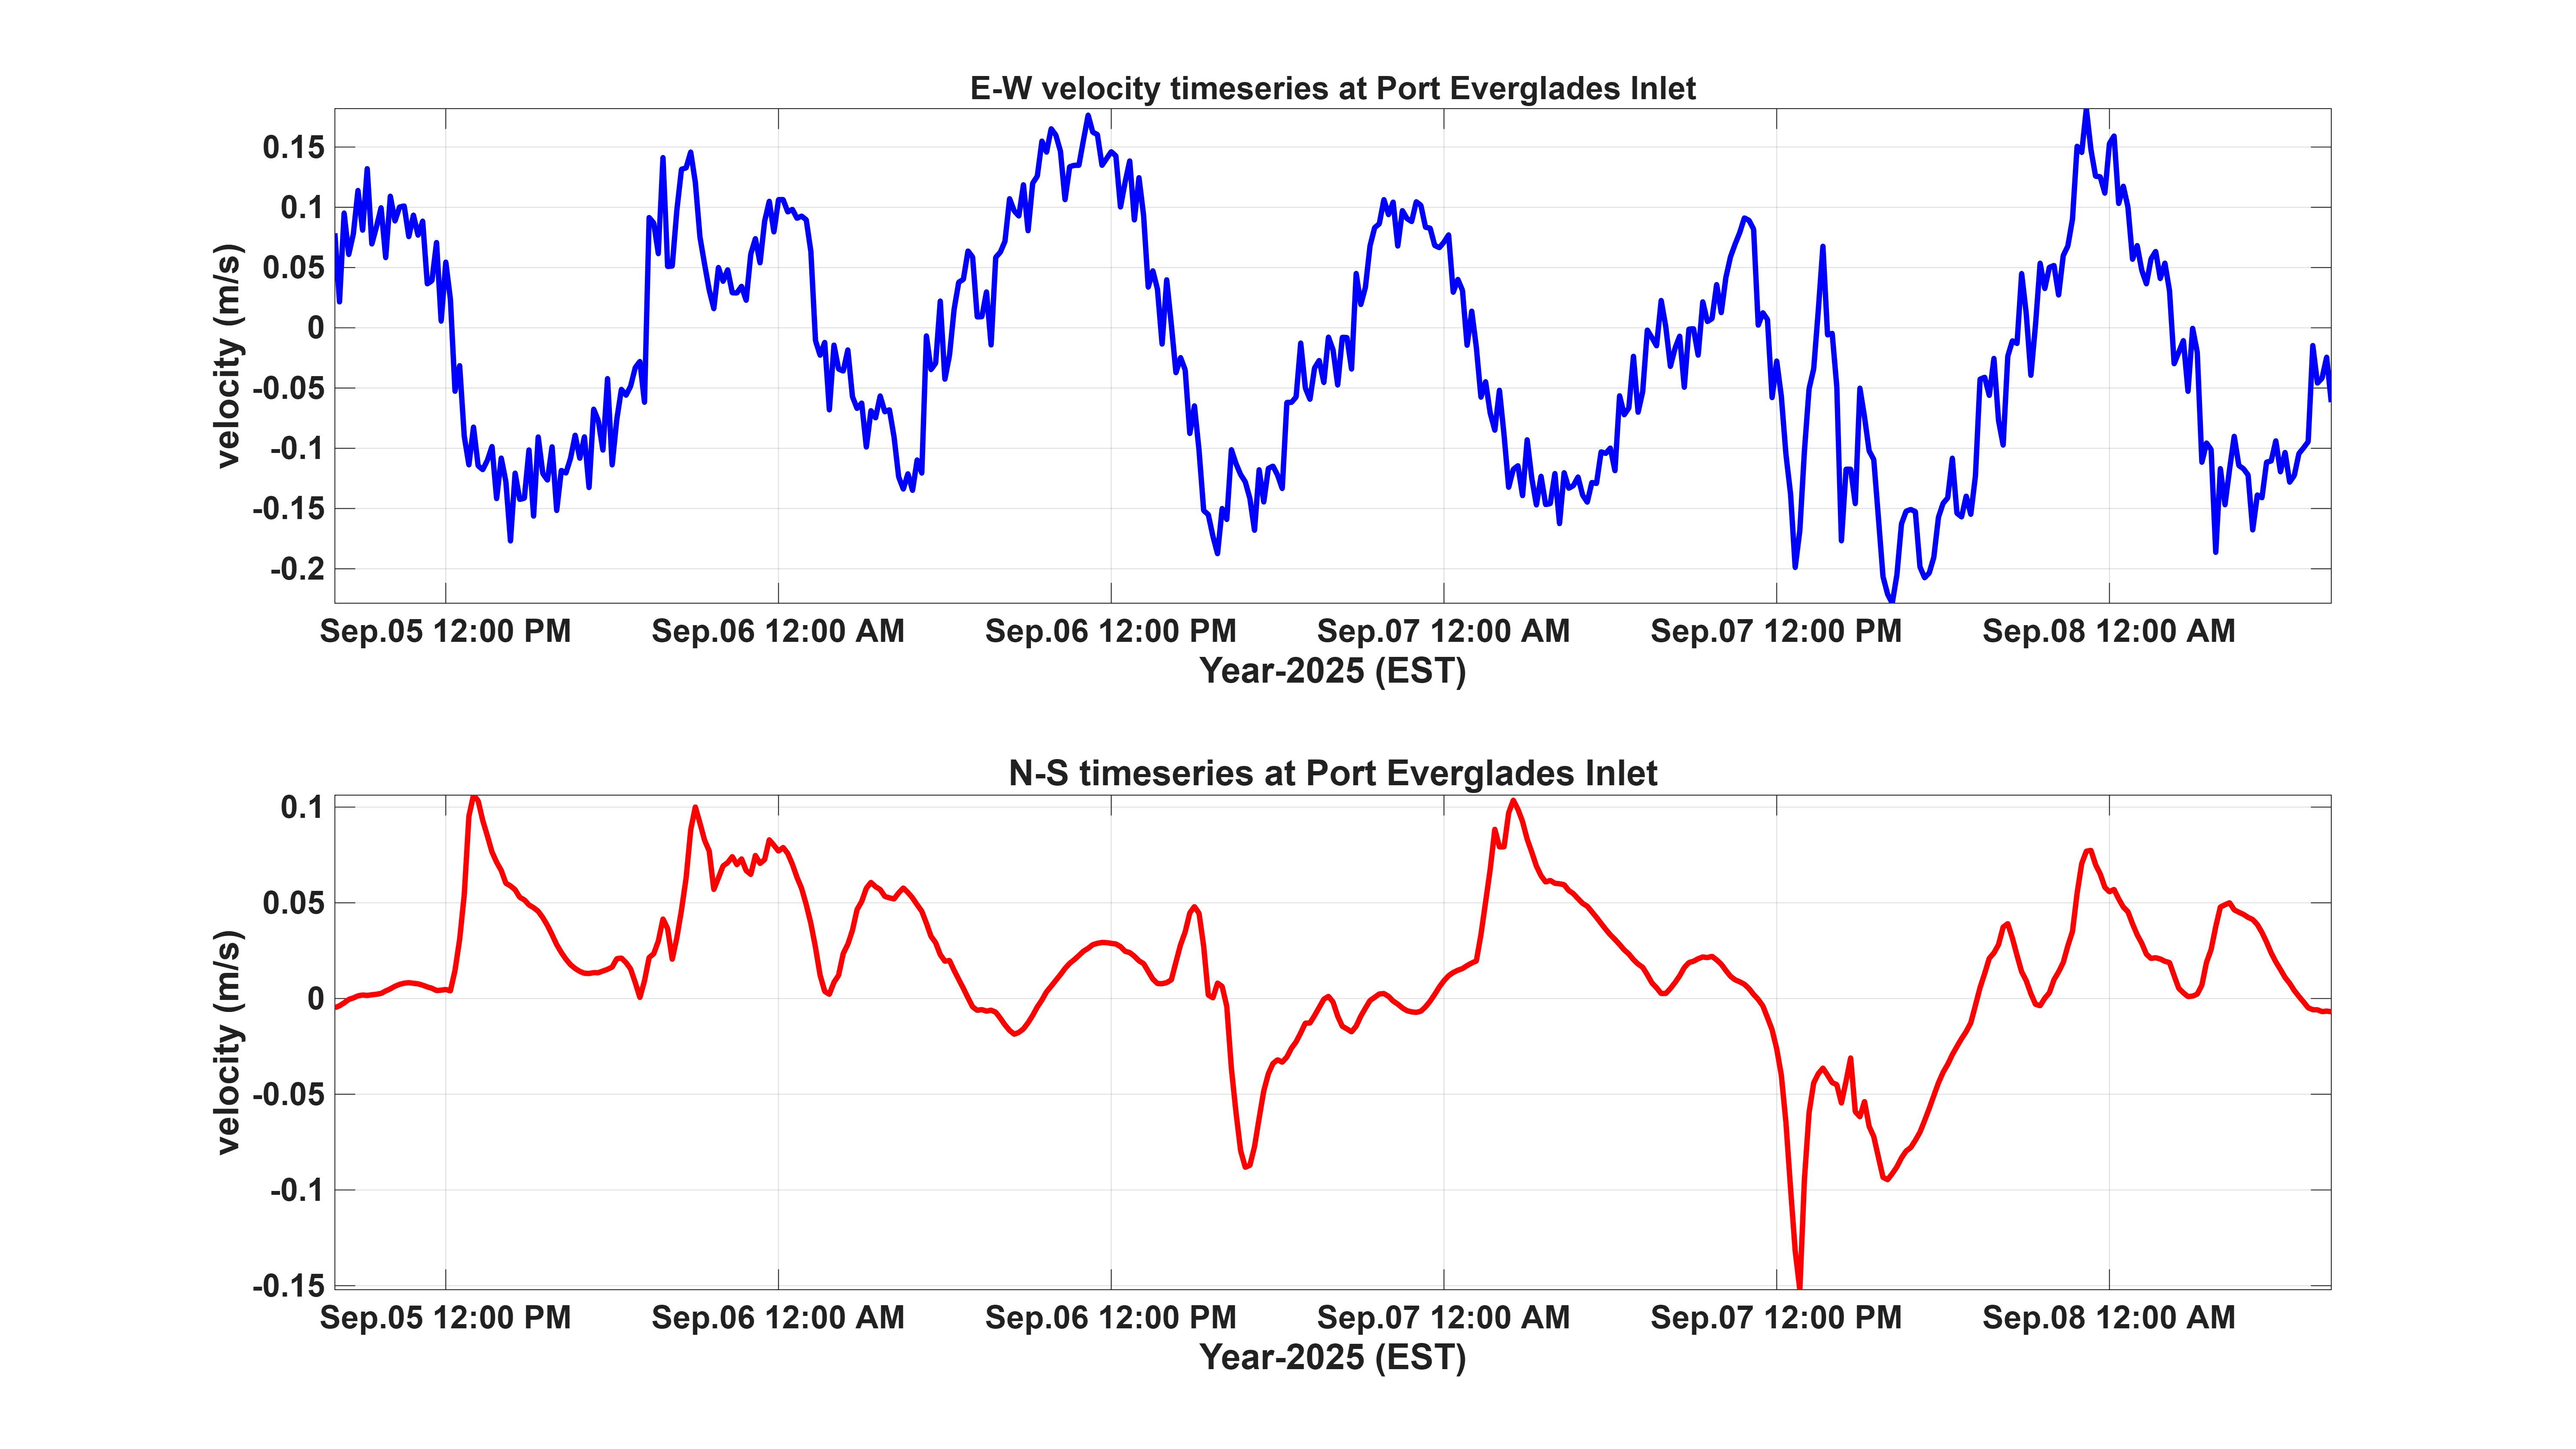 E-W velocity timeseries at Port Everglades Inlet
velocity (m/s)
0.15
0.1
0.05
0
-0.05
-0.1
-0.15
-0.2
Sep.05 12:00 PM Sep.06 12:00 AM Sep.06 12:00 PM Sep.07 12:00 AM Sep.07 12:00 PM Sep.08 12:00 AM
Year-2025 (EST)
N-S timeseries at Port Everglades Inlet
velocity (m/s)
0.1
0.05
0
-0.05
-0.1
-0.15
Sep.05 12:00 PM Sep.06 12:00 AM Sep.06 12:00 PM Sep.07 12:00 AM Sep.07 12:00 PM Sep.08 12:00 AM
Year-2025 (EST)